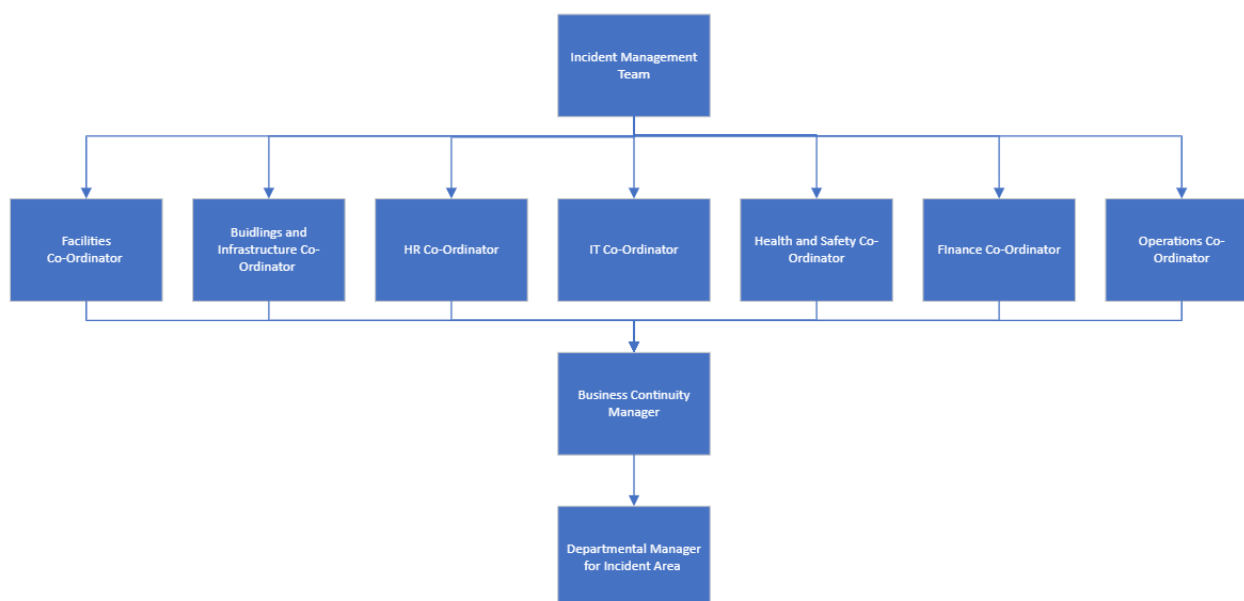 Incident Management
Team
Facilities
Co-Ordinator
Buidlings and
Infrastructure Co-
Ordinator
HR Co-Ordinator
IT Co-Ordinator
Health and Safety Co-
Ordinator
FInance Co-Ordinator
Operations Co-
Ordinator
Business Continuity
Manager
Departmental Manager
for Incident Area